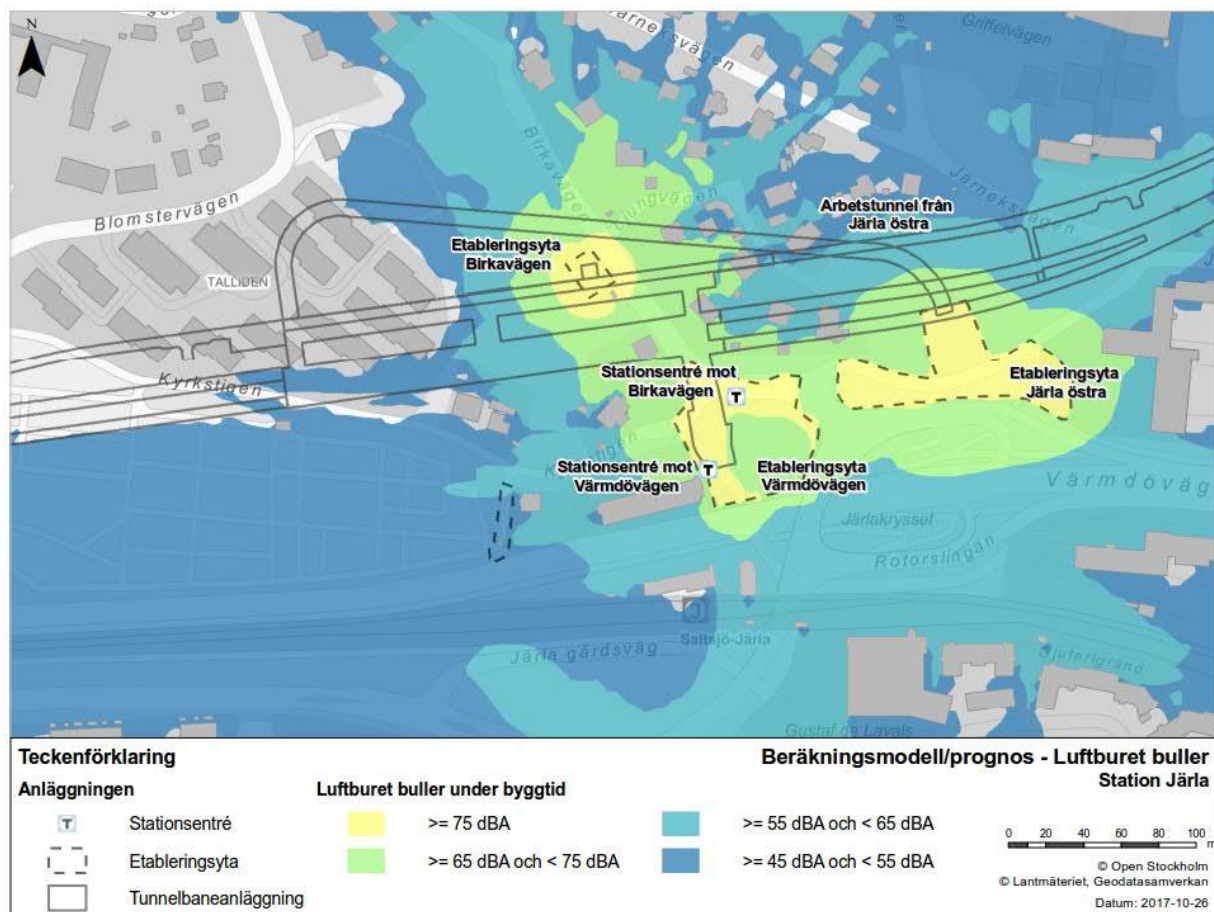 N
Järneksvägen
Griffelvägen
Birkavägen
Ljungvägen
Järneksvägen
Blomstervägen
Arbetstunnel från
Järla östra
Etableringsyta
Birkavägen
TALLIDEN
Stationsentré mot
Birkavägen
T
Etableringsyta
Järla östra
Kyrkstigen
Stationsentré mot
Värmdövägen
T
Etableringsyta
Värmdövägen
Järlakrysset
Rotorslingan
Saltsjö-Järla
Järla gårdsväg
Gjuterigränd
Gustaf de Lavals
Teckenförklaring
Anläggningen
T Stationsentré
Etableringsyta
Tunnelbaneanläggning
Luftburet buller under byggtid
>= 75 dBA
>= 65 dBA och < 75 dBA
>= 55 dBA och < 65 dBA
>= 45 dBA och < 55 dBA
Beräkningsmodell/prognos - Luftburet buller
Station Järla
0 20 40 60 80 100
m
© Open Stockholm
© Lantmäteriet, Geodatasamverkan
Datum: 2017-10-26